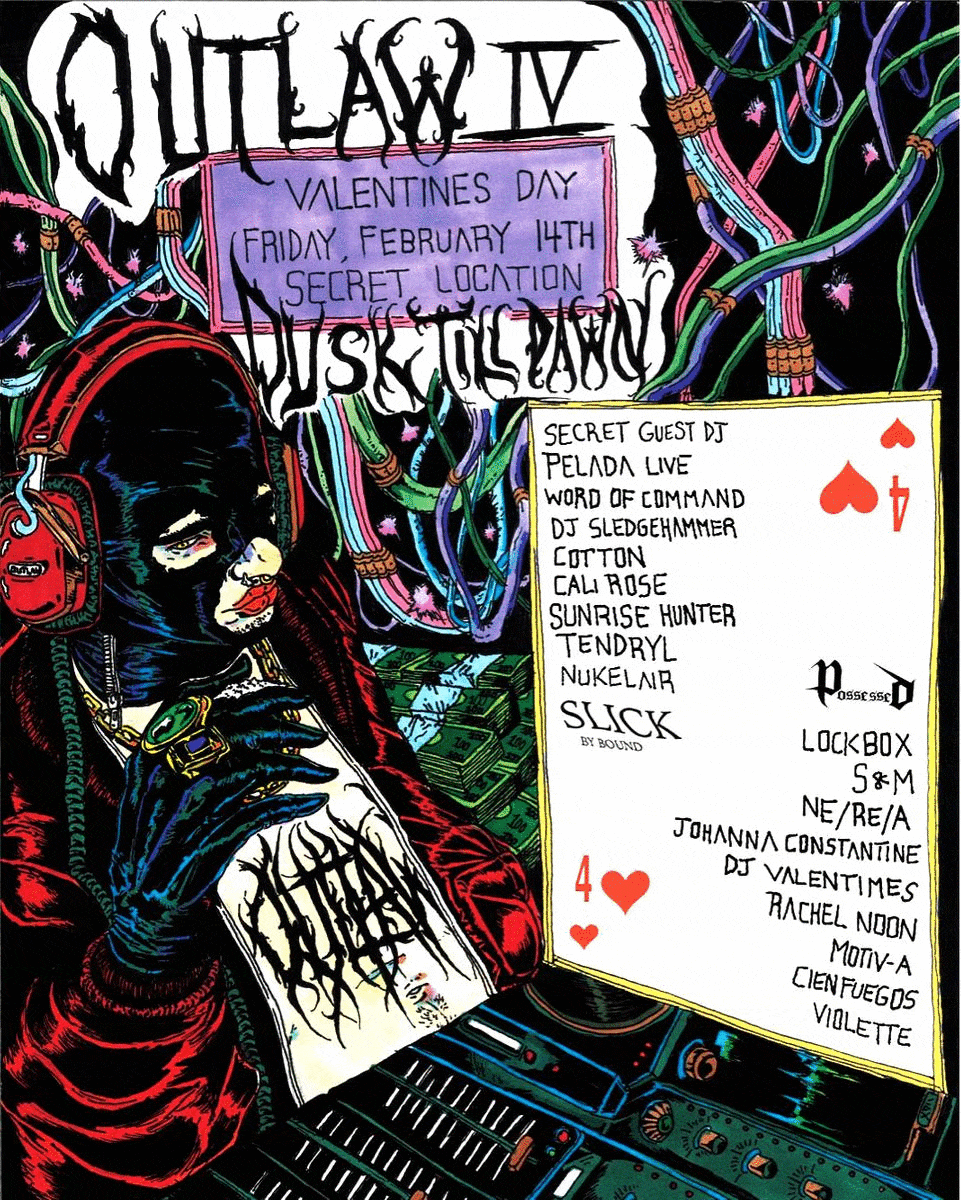 OUTLAW IV
VALENTINES DAY
FRIDAY, FEBRUARY 14TH
SECRET LOCATION
DUSK TILL DAWN
SECRET GUEST DJ
PELADA LIVE
WORD OF COMMAND
DJ SLEDGEHAMMER
COTTON
CALI ROSE
SUNRISE HUNTER
TENDRYL
NUKELAIR
SLICK
BY BOUND
4
PossesseD
LOCKBOX
S&M
NE/RE/A
JOHANNA CONSTANTINE
DJ VALENTIMES
RACHEL NOON
MOTIV-A
CIENFUEGOS
VIOLETTE
4
OUTLAW
OUTLAW